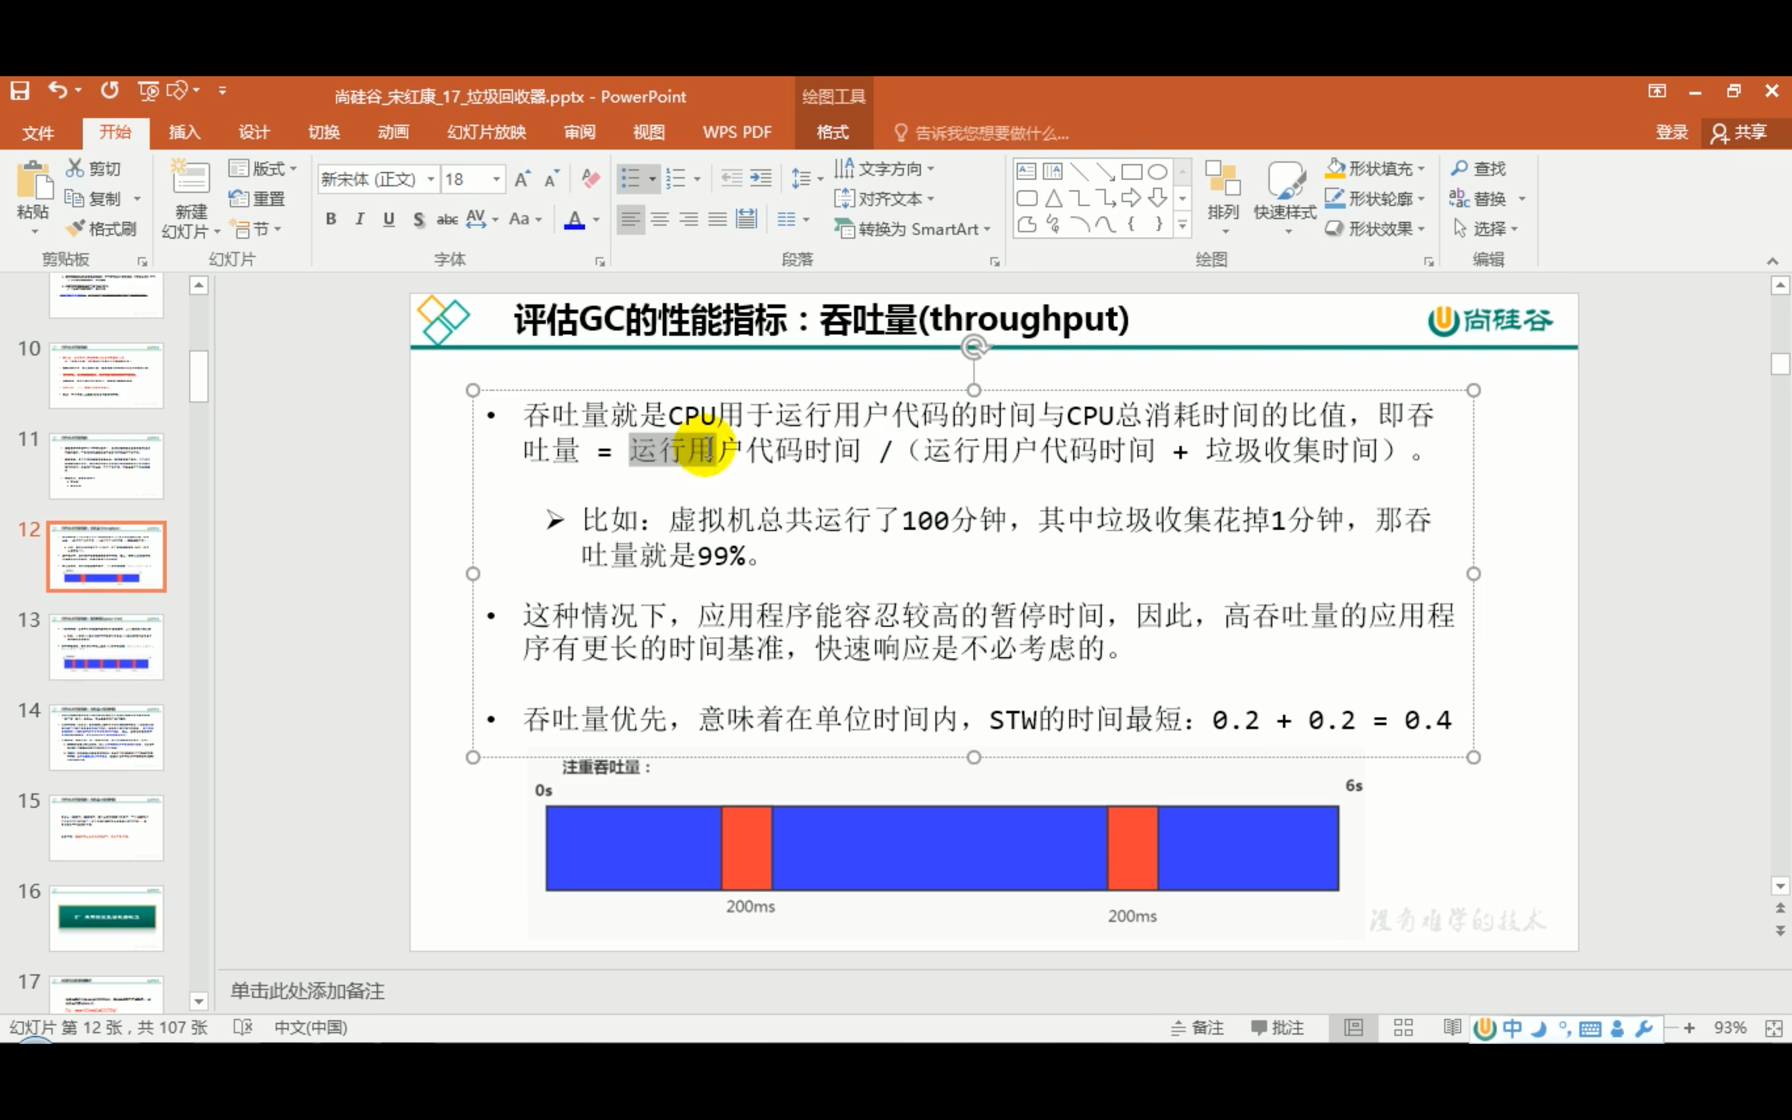 尚硅谷_宋红康_17_垃圾回收器.pptx - PowerPoint
绘图工具
文件 开始 插入 设计 切换 动画 幻灯片放映 审阅 视图 WPS PDF 格式 告诉我您想要做什么... 登录 共享
粘贴 剪切 复制 格式刷 剪贴板
新建幻灯片 版式 重置 节 幻灯片
新宋体 (正文) 18
B I U S abc AV Aa A 字体
文字方向 对齐文本 转换为 SmartArt 段落
排列 快速样式 形状填充 形状轮廓 形状效果 绘图
查找 替换 选择 编辑
10
11
12
13
14
15
16
17
评估GC的性能指标：吞吐量(throughput)
尚硅谷
• 吞吐量就是CPU用于运行用户代码的时间与CPU总消耗时间的比值，即吞
吐量 = 运行用户代码时间 /（运行用户代码时间 + 垃圾收集时间）。
➢ 比如：虚拟机总共运行了100分钟，其中垃圾收集花掉1分钟，那吞
吐量就是99%。
• 这种情况下，应用程序能容忍较高的暂停时间，因此，高吞吐量的应用程
序有更长的时间基准，快速响应是不必考虑的。
• 吞吐量优先，意味着在单位时间内，STW的时间最短：0.2 + 0.2 = 0.4
注重吞吐量：
0s 6s
200ms 200ms
没有难学的技术
单击此处添加备注
幻灯片 第 12 张，共 107 张 中文(中国) 备注 批注 中 93%